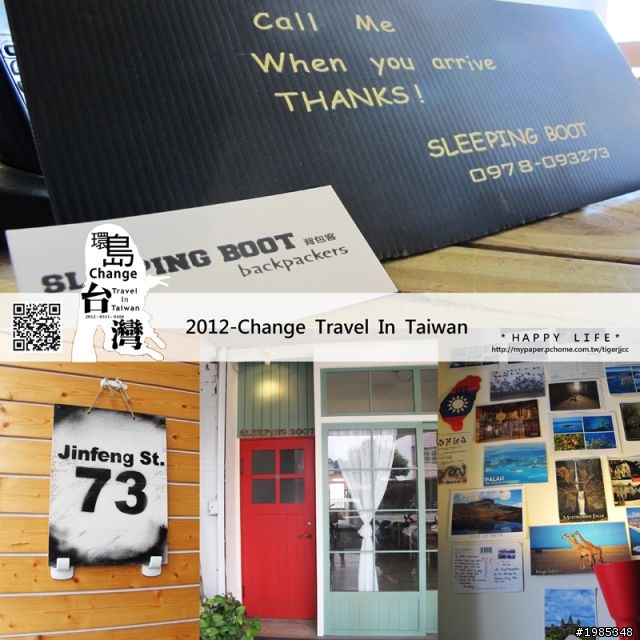 Call Me
When you arrive
THANKS!
SLEEPING BOOT
0978-093273
SLEEPING BOOT 背包客
backpackers
環島
Change
Travel
In
Taiwan
台灣
2012-Change Travel In Taiwan
*HAPPY LIFE*
http://mypaper.pchome.com.tw/tigerjjcc
Jinfeng St.
73
SLEEPING BOOT
PALAU
MULTNOMAH FALLS
#1985348